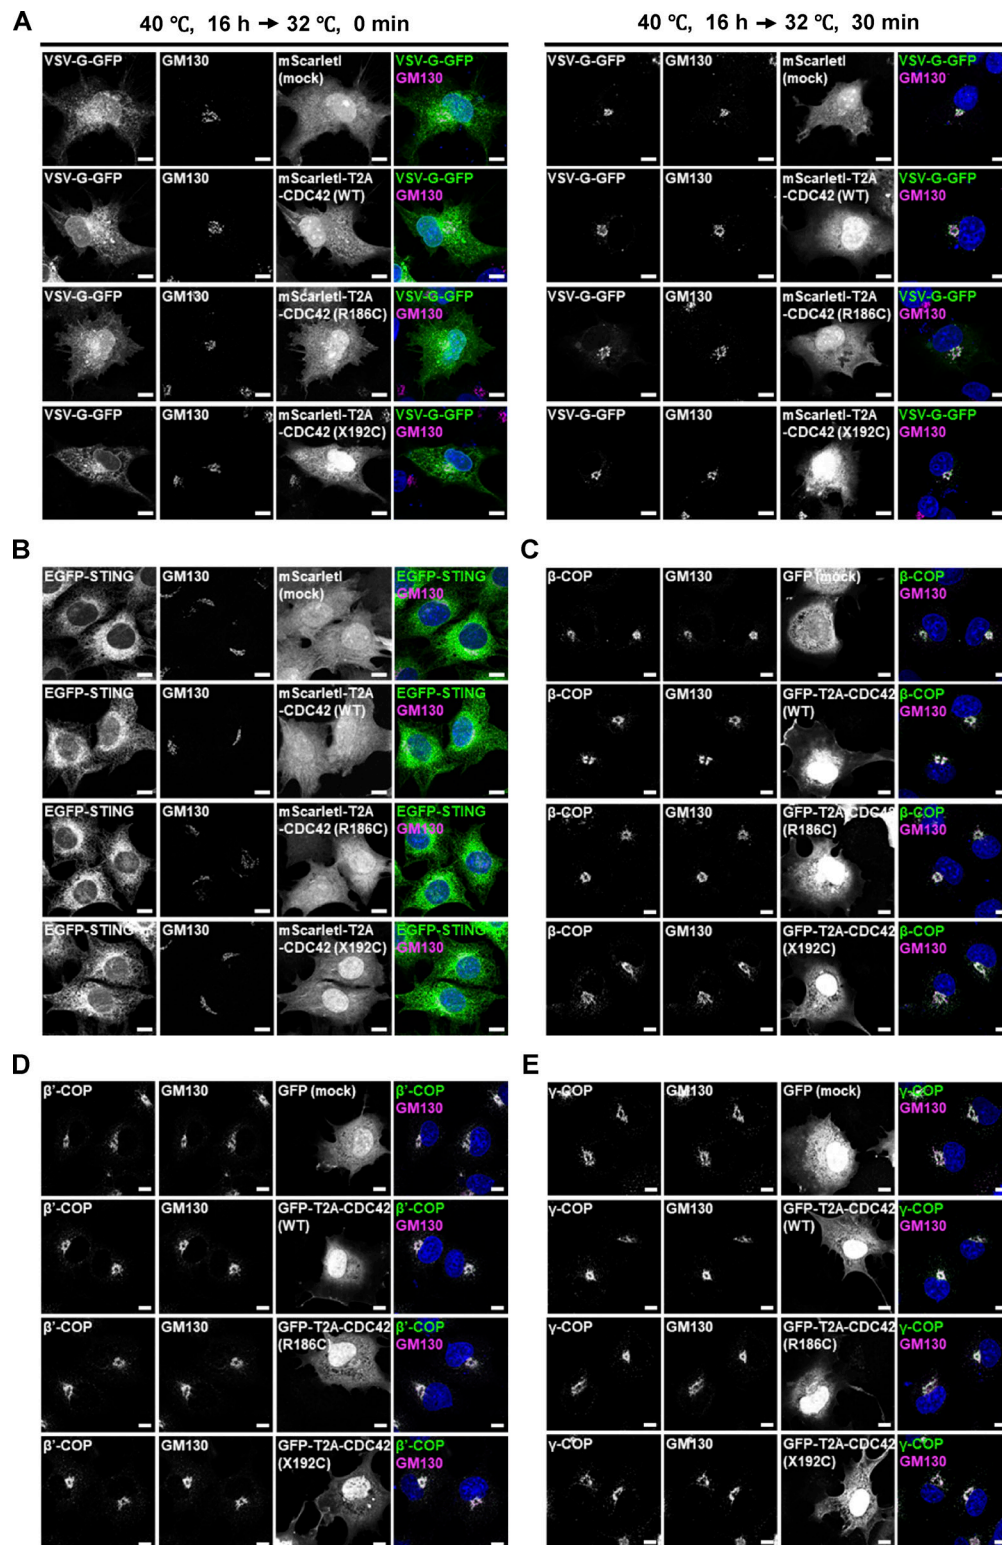 A
40 ℃, 16 h → 32 ℃, 0 min
40 ℃, 16 h → 32 ℃, 30 min
VSV-G-GFP
GM130
mScarletI
(mock)
VSV-G-GFP
GM130
VSV-G-GFP
GM130
mScarletI
(mock)
VSV-G-GFP
GM130
VSV-G-GFP
GM130
mScarletI-T2A
-CDC42 (WT)
VSV-G-GFP
GM130
VSV-G-GFP
GM130
mScarletI-T2A
-CDC42 (WT)
VSV-G-GFP
GM130
VSV-G-GFP
GM130
mScarletI-T2A
-CDC42 (R186C)
VSV-G-GFP
GM130
VSV-G-GFP
GM130
mScarletI-T2A
-CDC42 (R186C)
VSV-G-GFP
GM130
VSV-G-GFP
GM130
mScarletI-T2A
-CDC42 (X192C)
VSV-G-GFP
GM130
VSV-G-GFP
GM130
mScarletI-T2A
-CDC42 (X192C)
VSV-G-GFP
GM130
B
EGFP-STING
GM130
mScarletI
(mock)
EGFP-STING
GM130
EGFP-STING
GM130
mScarletI-T2A
-CDC42 (WT)
EGFP-STING
GM130
EGFP-STING
GM130
mScarletI-T2A
-CDC42 (R186C)
EGFP-STING
GM130
EGFP-STING
GM130
mScarletI-T2A
-CDC42 (X192C)
EGFP-STING
GM130
C
β-COP
GM130
GFP (mock)
β-COP
GM130
β-COP
GM130
GFP-T2A-CDC42
(WT)
β-COP
GM130
β-COP
GM130
GFP-T2A-CDC42
(R186C)
β-COP
GM130
β-COP
GM130
GFP-T2A-CDC42
(X192C)
β-COP
GM130
D
β’-COP
GM130
GFP (mock)
β’-COP
GM130
β’-COP
GM130
GFP-T2A-CDC42
(WT)
β’-COP
GM130
β’-COP
GM130
GFP-T2A-CDC42
(R186C)
β’-COP
GM130
β’-COP
GM130
GFP-T2A-CDC42
(X192C)
β’-COP
GM130
E
γ-COP
GM130
GFP (mock)
γ-COP
GM130
γ-COP
GM130
GFP-T2A-CDC42
(WT)
γ-COP
GM130
γ-COP
GM130
GFP-T2A-CDC42
(R186C)
γ-COP
GM130
γ-COP
GM130
GFP-T2A-CDC42
(X192C)
γ-COP
GM130